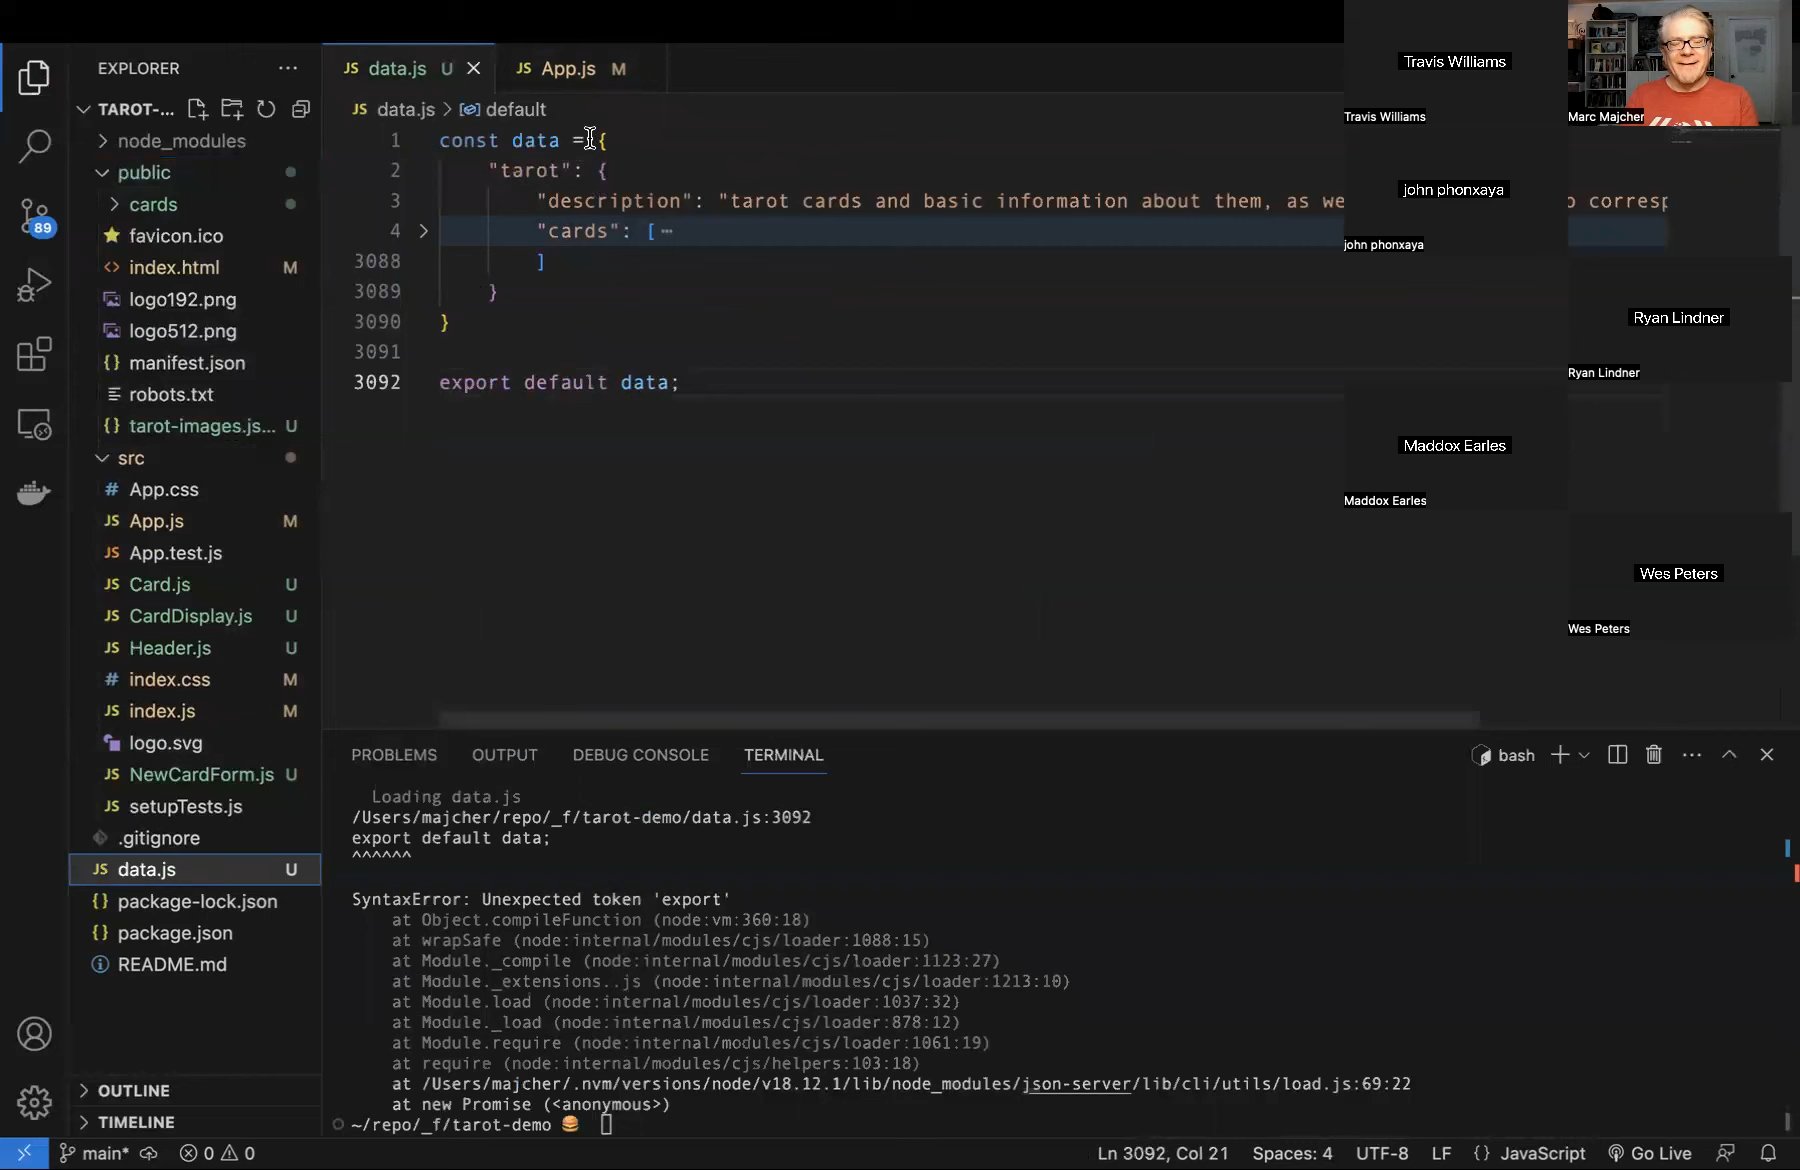 EXPLORER
TAROT-...
node_modules
public
cards
favicon.ico
index.html M
logo192.png
logo512.png
manifest.json
robots.txt
tarot-images.js... U
src
App.css
App.js M
App.test.js
Card.js U
CardDisplay.js U
Header.js U
index.css M
index.js M
logo.svg
NewCardForm.js U
setupTests.js
.gitignore
data.js U
package-lock.json
package.json
README.md
OUTLINE
TIMELINE
89
JS data.js U
JS App.js M
JS data.js > default
1 const data = {
2 "tarot": {
3 "description": "tarot cards and basic information about them, as we
o corresp
4 "cards": [
3088 ]
3089 }
3090 }
3091
3092 export default data;
Travis Williams
Travis Williams
Marc Majcher
john phonxaya
john phonxaya
Ryan Lindner
Ryan Lindner
Maddox Earles
Maddox Earles
Wes Peters
Wes Peters
PROBLEMS OUTPUT DEBUG CONSOLE TERMINAL
bash
Loading data.js
/Users/majcher/repo/_f/tarot-demo/data.js:3092
export default data;
^^^^^^
SyntaxError: Unexpected token 'export'
at Object.compileFunction (node:vm:360:18)
at wrapSafe (node:internal/modules/cjs/loader:1088:15)
at Module._compile (node:internal/modules/cjs/loader:1123:27)
at Module._extensions..js (node:internal/modules/cjs/loader:1213:10)
at Module.load (node:internal/modules/cjs/loader:1037:32)
at Module._load (node:internal/modules/cjs/loader:878:12)
at Module.require (node:internal/modules/cjs/loader:1061:19)
at require (node:internal/modules/cjs/helpers:103:18)
at /Users/majcher/.nvm/versions/node/v18.12.1/lib/node_modules/json-server/lib/cli/utils/load.js:69:22
at new Promise (<anonymous>)
~/repo/_f/tarot-demo 🍔
main* 0 0
Ln 3092, Col 21 Spaces: 4 UTF-8 LF {} JavaScript Go Live